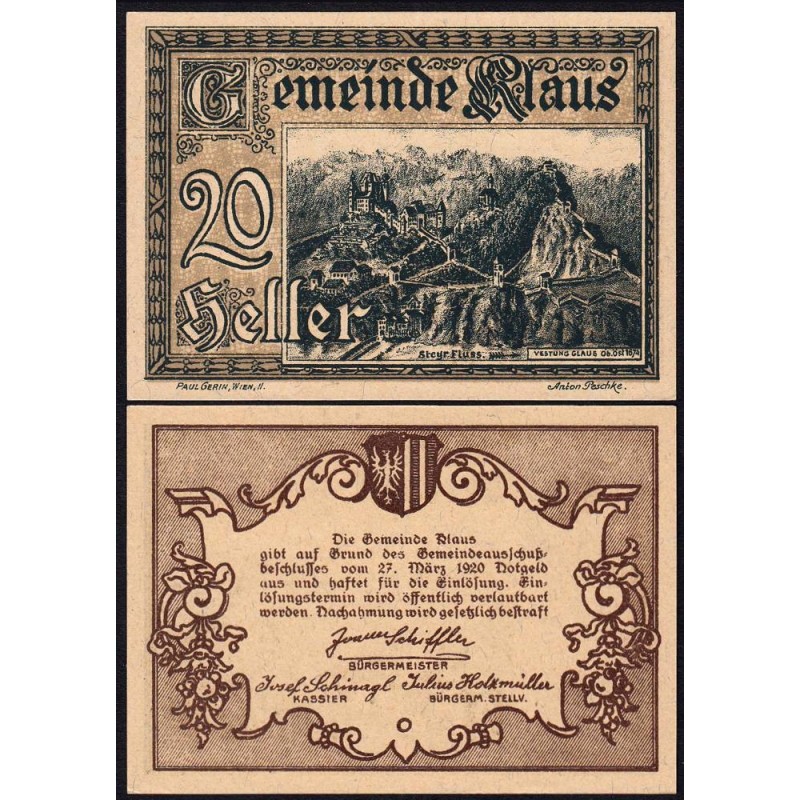 Gemeinde Klaus
20
Heller
Steyr Fluss.
VESTUNG CLAUS Ob. Öst 1674
PAUL GERIN, WIEN, II.
Anton Peschke.
Die Gemeinde Klaus
gibt auf Grund des Gemeindeausschuß-
beschlusses vom 27. März 1920 Notgeld
aus und haftet für die Einlösung. Ein-
lösungstermin wird öffentlich verlautbart
werden. Nachahmung wird gesetzlich bestraft
Schiffler
BÜRGERMEISTER
Josef Schinagl Julius Holzmüller
KASSIER BÜRGERM. STELLV.